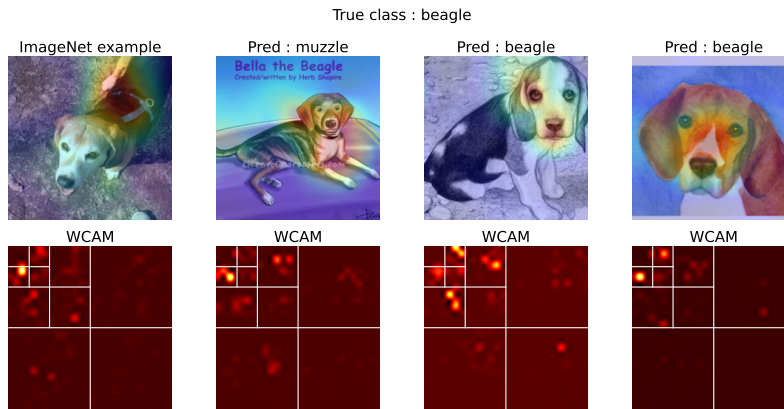 True class : beagle
ImageNet example
Pred : muzzle
Pred : beagle
Pred : beagle
Bella the Beagle
Created/written by Herb Shapiro
WCAM
WCAM
WCAM
WCAM